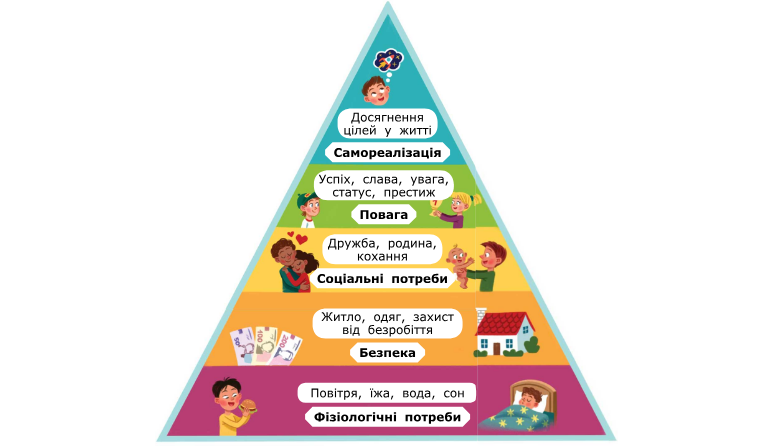 Досягнення
цілей у житті
Самореалізація
Успіх, слава, увага,
статус, престиж
Повага
Дружба, родина,
кохання
Соціальні потреби
Житло, одяг, захист
від безробіття
Безпека
Повітря, їжа, вода, сон
Фізіологічні потреби